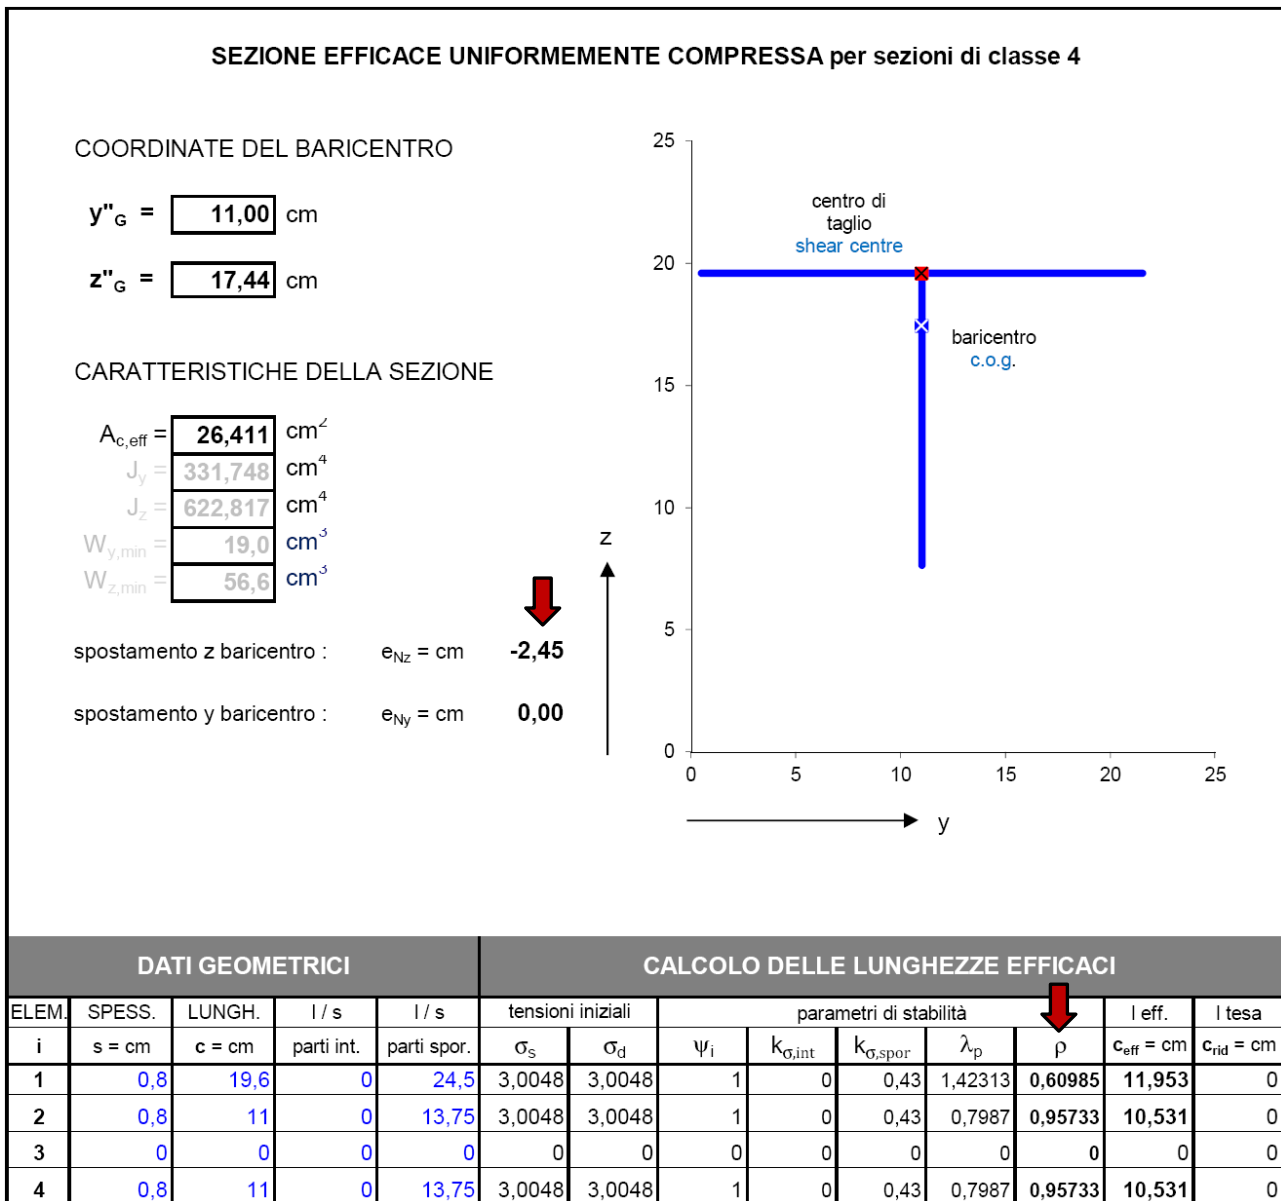 SEZIONE EFFICACE UNIFORMEMENTE COMPRESSA per sezioni di classe 4
COORDINATE DEL BARICENTRO
y"G = 11,00 cm
z"G = 17,44 cm
CARATTERISTICHE DELLA SEZIONE
Ac,eff = 26,411 cm²
Jy = 331,748 cm⁴
Jz = 622,817 cm⁴
Wy,min = 19,0 cm³
Wz,min = 56,6 cm³
spostamento z baricentro : eNz = cm -2,45
spostamento y baricentro : eNy = cm 0,00
25
20
15
10
5
0
0 5 10 15 20 25
z
y
centro di
taglio
shear centre
baricentro
c.o.g.
DATI GEOMETRICI CALCOLO DELLE LUNGHEZZE EFFICACI
ELEM. SPESS. LUNGH. l / s l / s tensioni iniziali parametri di stabilità l eff. l tesa
i s = cm c = cm parti int. parti spor. σs σd ψi kσ,int kσ,spor λp ρ ceff = cm crid = cm
1 0,8 19,6 0 24,5 3,0048 3,0048 1 0 0,43 1,42313 0,60985 11,953 0
2 0,8 11 0 13,75 3,0048 3,0048 1 0 0,43 0,7987 0,95733 10,531 0
3 0 0 0 0 0 0 0 0 0 0 0 0 0
4 0,8 11 0 13,75 3,0048 3,0048 1 0 0,43 0,7987 0,95733 10,531 0